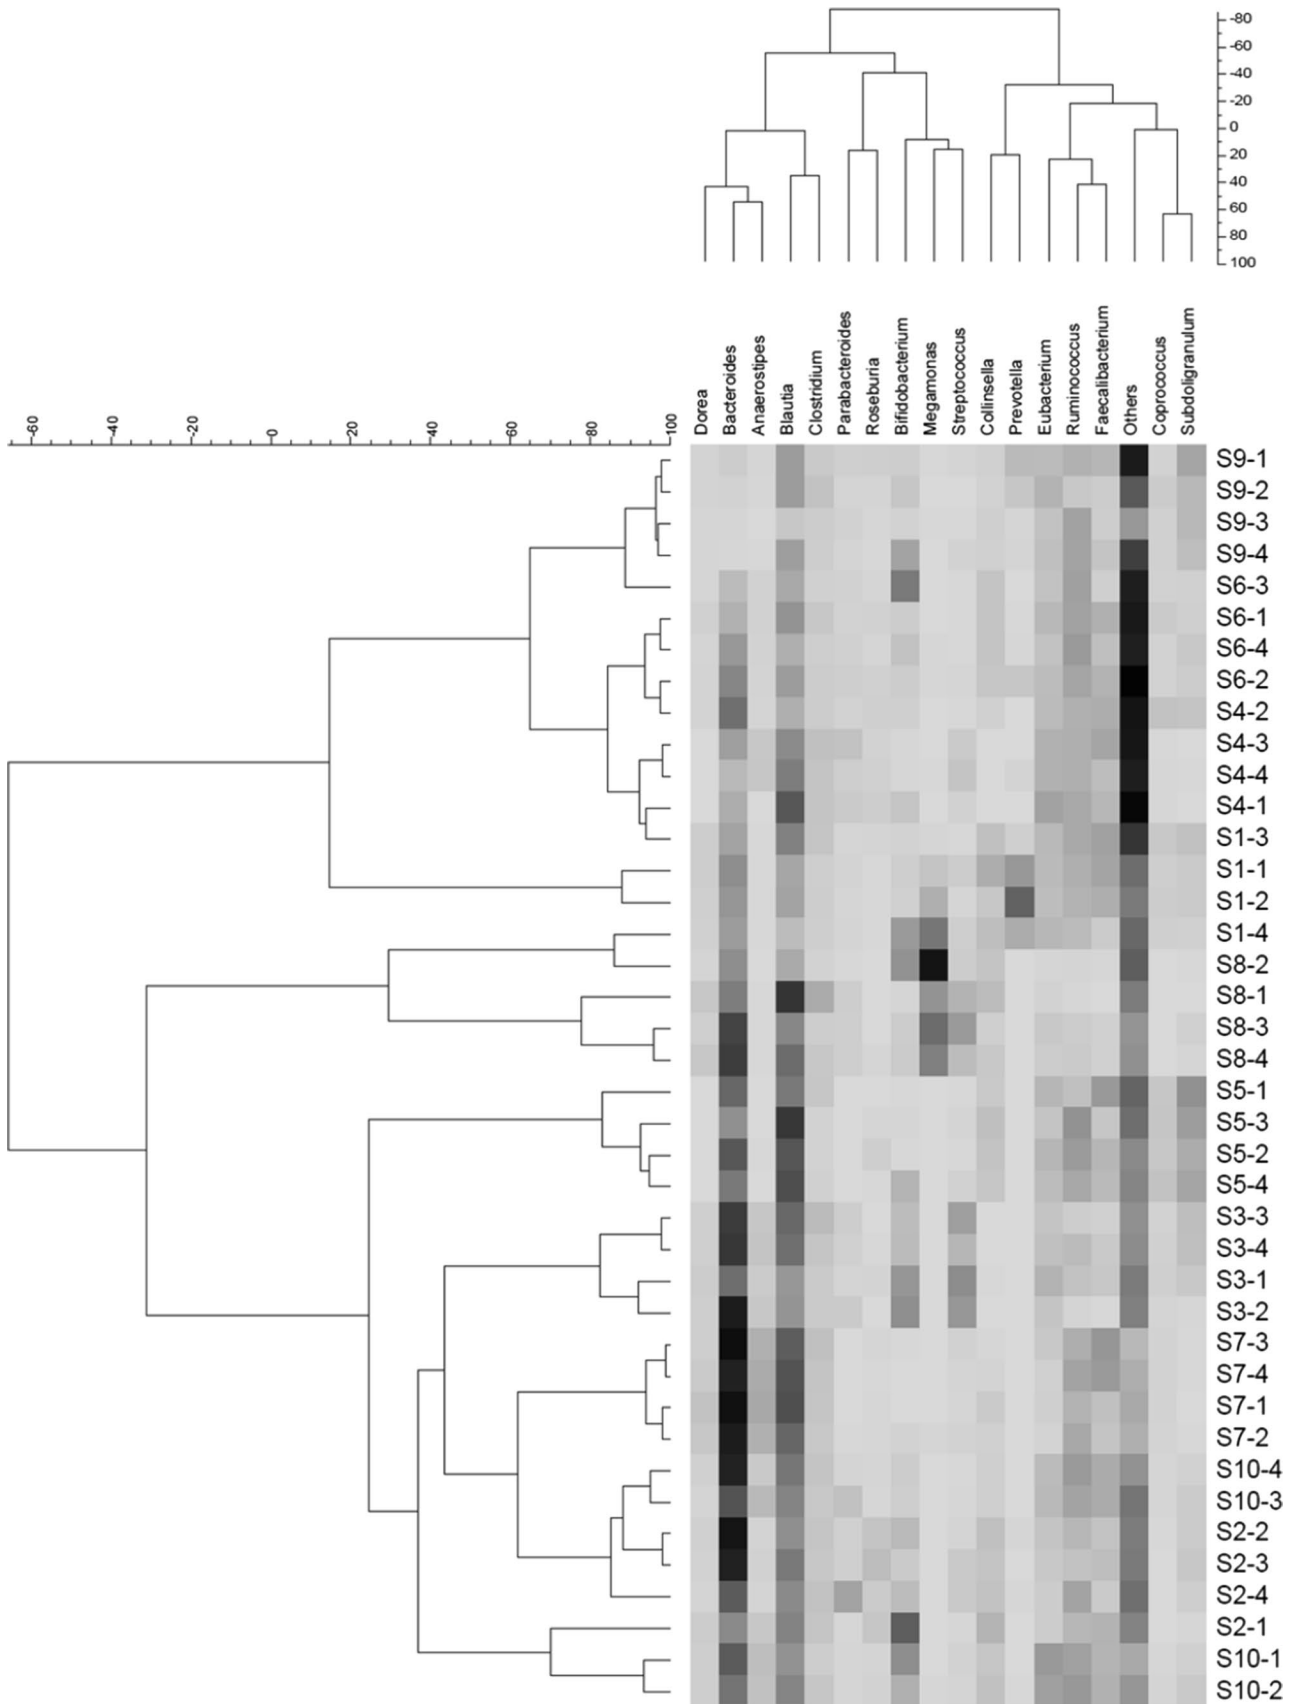 -80
-60
-40
-20
0
20
40
60
80
100
Dorea
Bacteroides
Anaerostipes
Blautia
Clostridium
Parabacteroides
Roseburia
Bifidobacterium
Megamonas
Streptococcus
Collinsella
Prevotella
Eubacterium
Ruminococcus
Faecalibacterium
Others
Coprococcus
Subdoligranulum
-60
-40
-20
-0
-20
-40
-60
-80
100
S9-1
S9-2
S9-3
S9-4
S6-3
S6-1
S6-4
S6-2
S4-2
S4-3
S4-4
S4-1
S1-3
S1-1
S1-2
S1-4
S8-2
S8-1
S8-3
S8-4
S5-1
S5-3
S5-2
S5-4
S3-3
S3-4
S3-1
S3-2
S7-3
S7-4
S7-1
S7-2
S10-4
S10-3
S2-2
S2-3
S2-4
S2-1
S10-1
S10-2